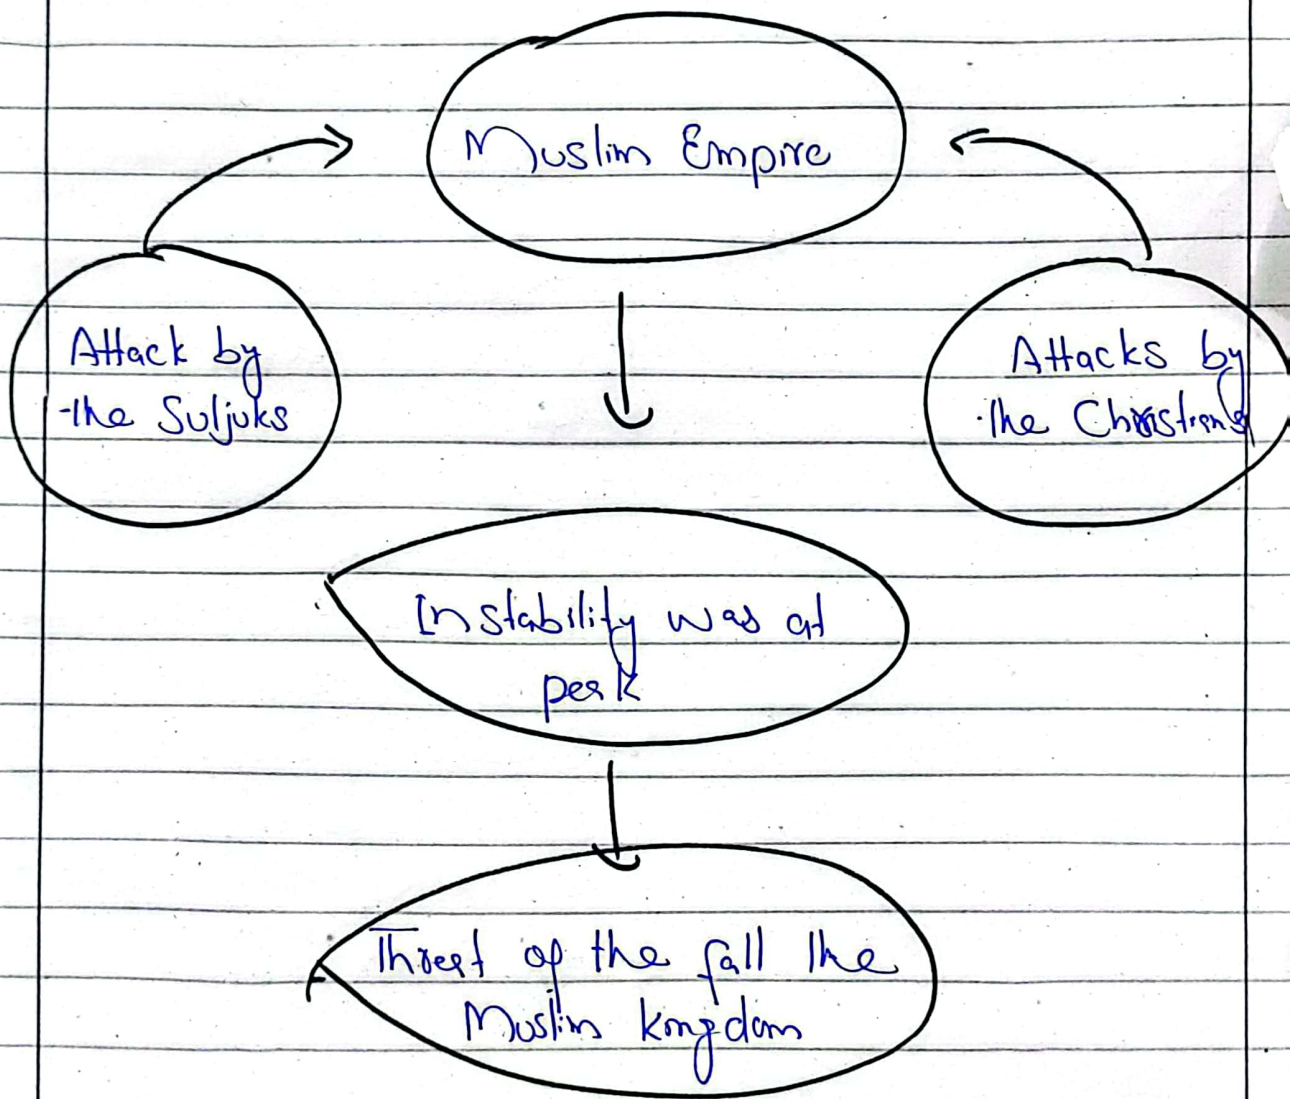 Muslim Empire
Attack by
the Suljuks
Attacks by
the Christians
Instability was at
peak
Threat of the fall the
Muslim kingdom